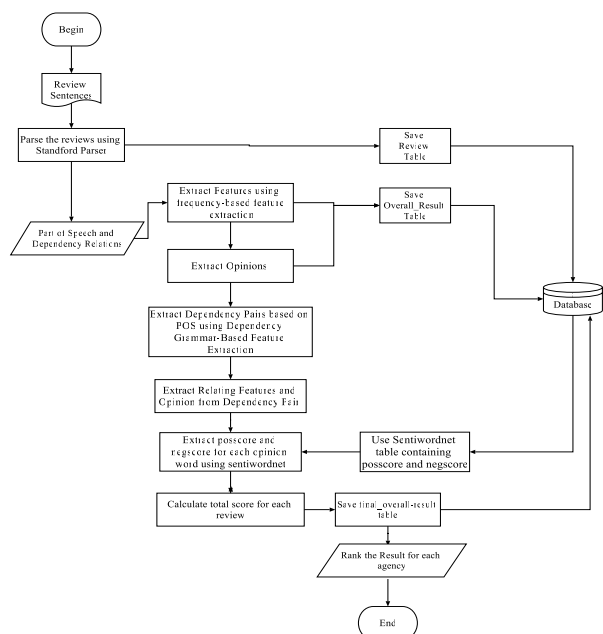 Begin
Review
Sentences
Parse the reviews using
Standford Parser
Save
Review
Table
Part of Speech and
Dependency Relations
Extract Features using
frequency-based feature
extraction
Save
Overall_Result
Table
Extract Opinions
Database
Extract Dependency Pairs based on
POS using Dependency
Grammar-Based Feature
Extraction
Extract Relating Features and
Opinion from Dependency Fair
Extract posscore and
negscore for each opinion
word using sentiwordnet
Use Sentiwordnet
table containing
posscore and negscore
Calculate total score for each
review
Save final_overall-result
table
Rank the Result for each
agency
End